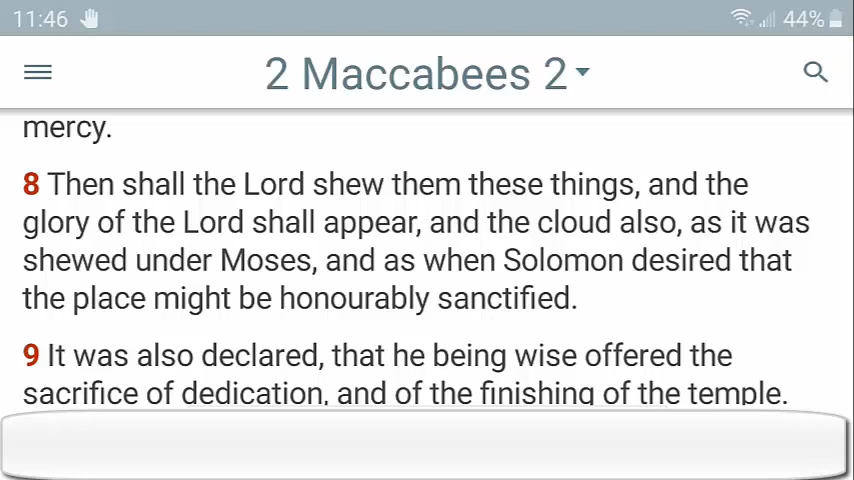 11:46 44%
2 Maccabees 2
mercy.
8 Then shall the Lord shew them these things, and the
glory of the Lord shall appear, and the cloud also, as it was
shewed under Moses, and as when Solomon desired that
the place might be honourably sanctified.
9 It was also declared, that he being wise offered the
sacrifice of dedication, and of the finishing of the temple.